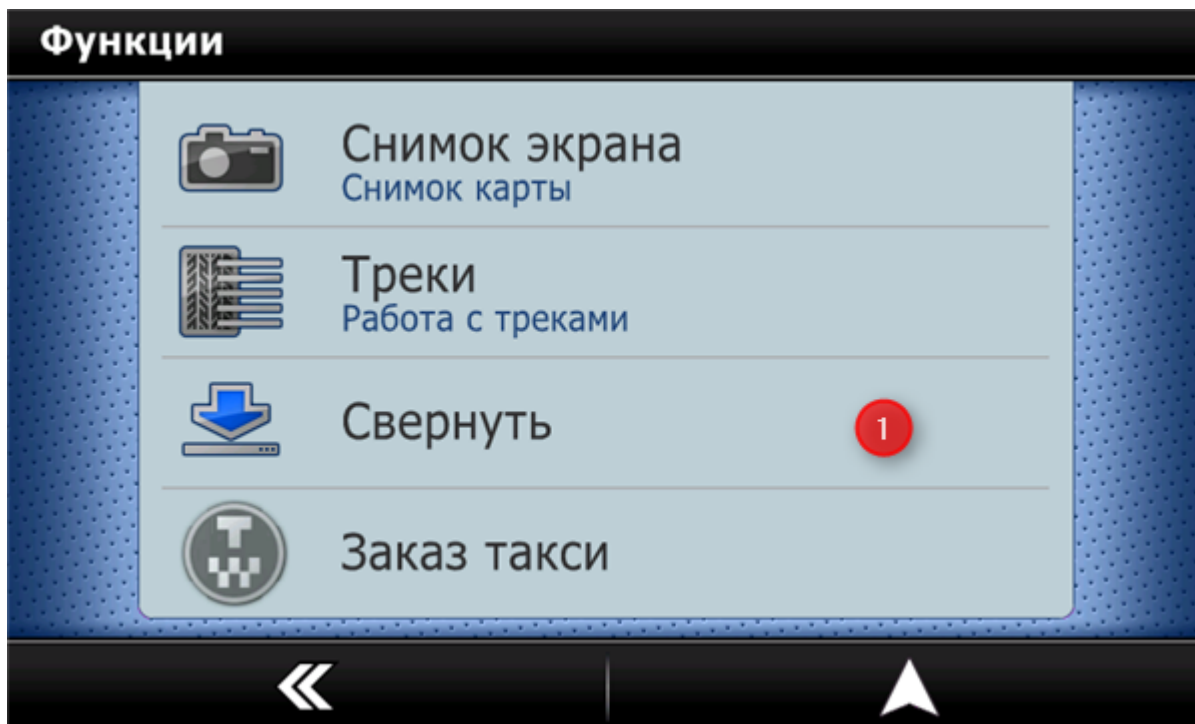 Функции
Снимок экрана
Снимок карты
Треки
Работа с треками
Свернуть
1
Заказ такси